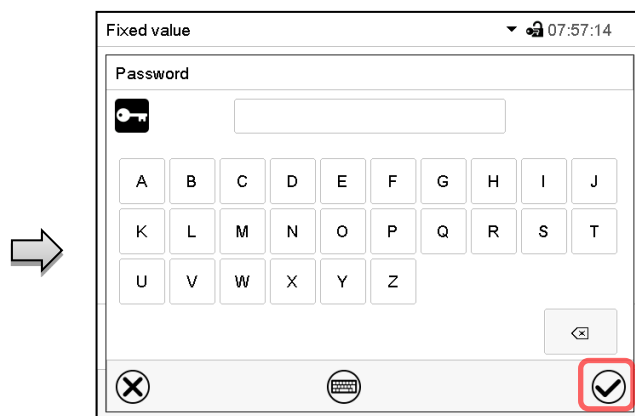 Fixed value 07:57:14
Password
A B C D E F G H I J
K L M N O P Q R S T
U V W X Y Z